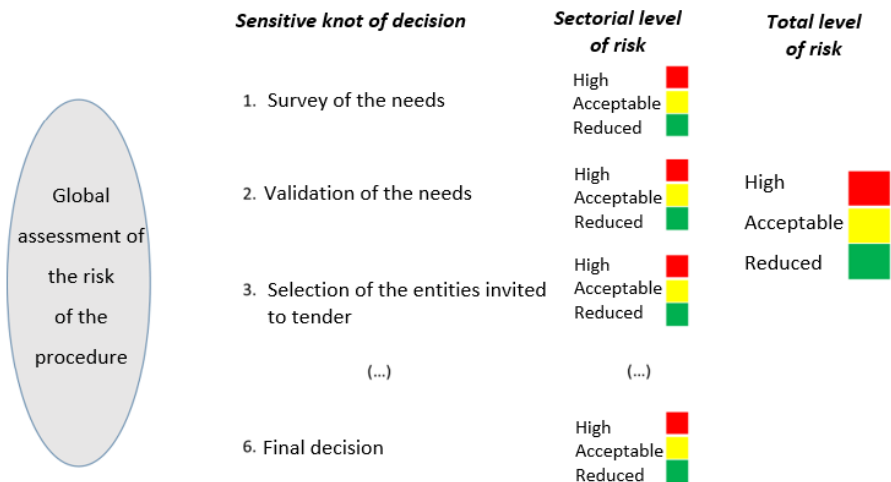 Sensitive knot of decision
Sectorial level
of risk
Total level
of risk
Global
assessment of
the risk
of the
procedure
1. Survey of the needs
High
Acceptable
Reduced
2. Validation of the needs
High
Acceptable
Reduced
3. Selection of the entities invited
to tender
High
Acceptable
Reduced
(...)
(...)
6. Final decision
High
Acceptable
Reduced
High
Acceptable
Reduced